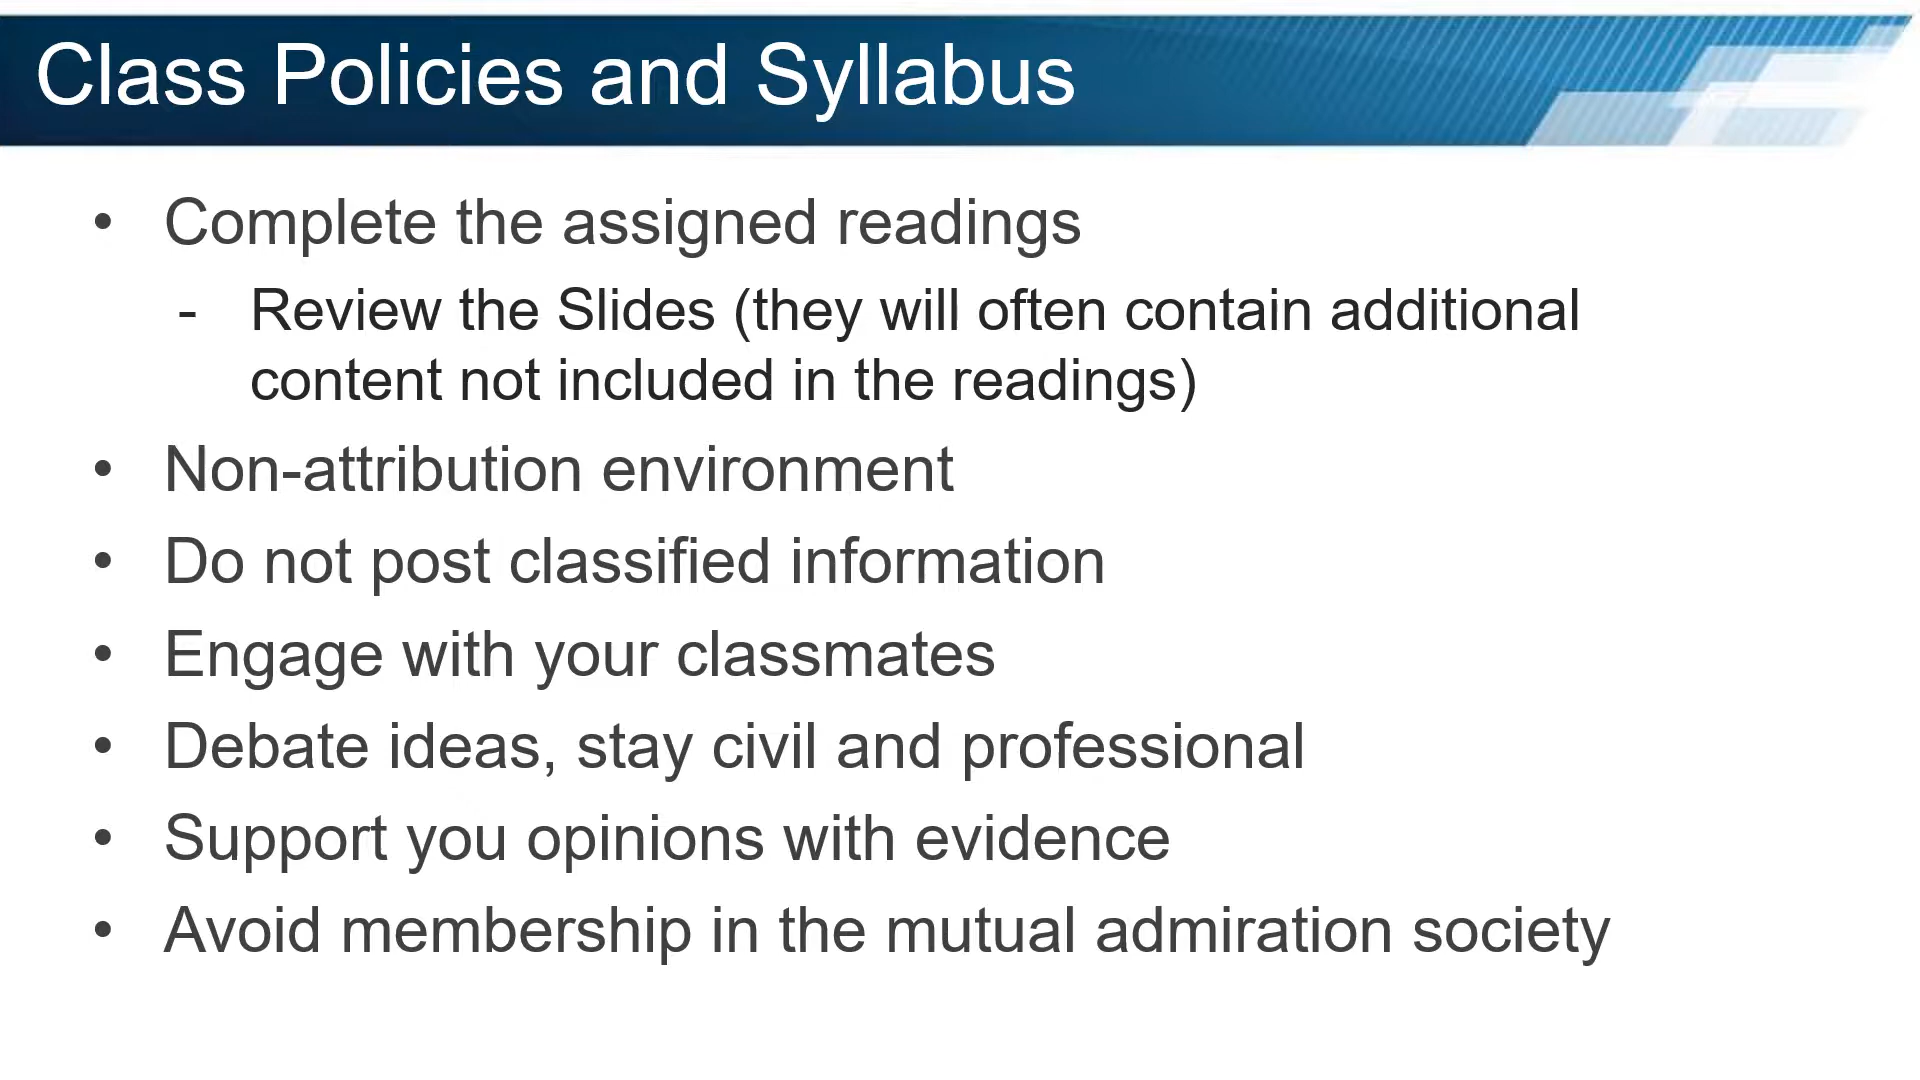 Class Policies and Syllabus
• Complete the assigned readings
- Review the Slides (they will often contain additional
content not included in the readings)
• Non-attribution environment
• Do not post classified information
• Engage with your classmates
• Debate ideas, stay civil and professional
• Support you opinions with evidence
• Avoid membership in the mutual admiration society